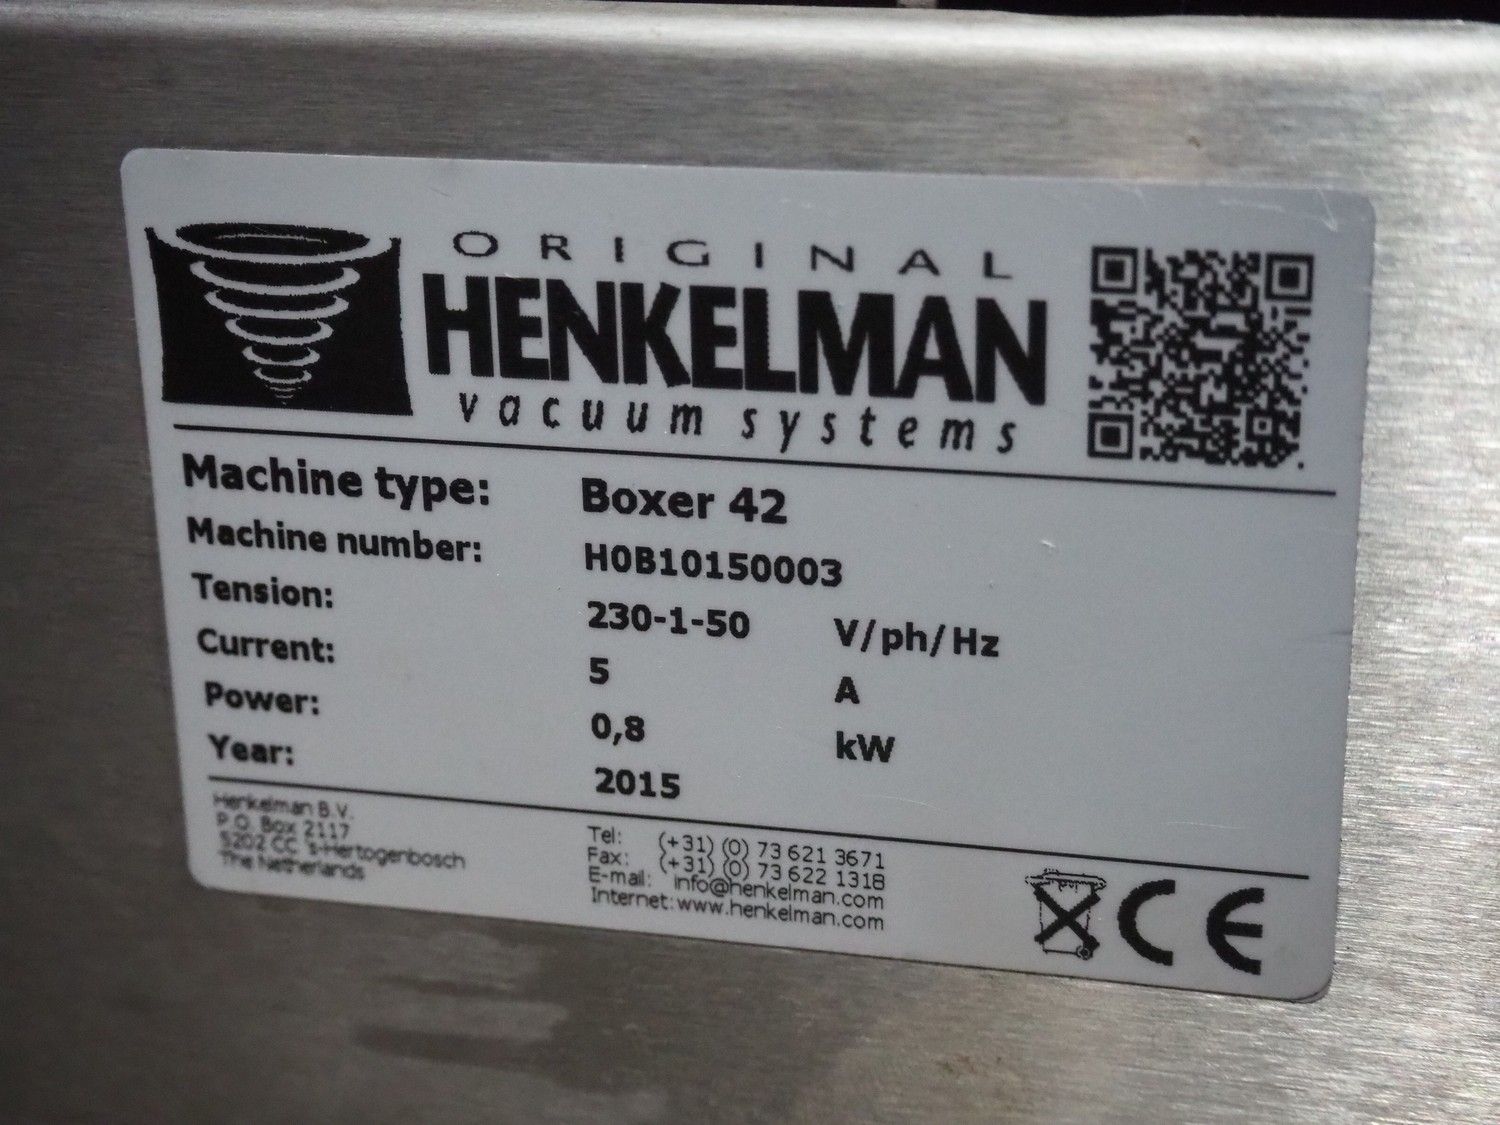 ORIGINAL
HENKELMAN
vacuum systems
Machine type: Boxer 42
Machine number: H0B10150003
Tension: 230-1-50 V/ph/Hz
Current: 5 A
Power: 0,8 kW
Year: 2015
Henkelman B.V.
P.O. Box 2117
5202 CC 's-Hertogenbosch
The Netherlands
Tel: (+31) (0) 73 621 3671
Fax: (+31) (0) 73 622 1318
E-mail: info@henkelman.com
Internet: www.henkelman.com
CE